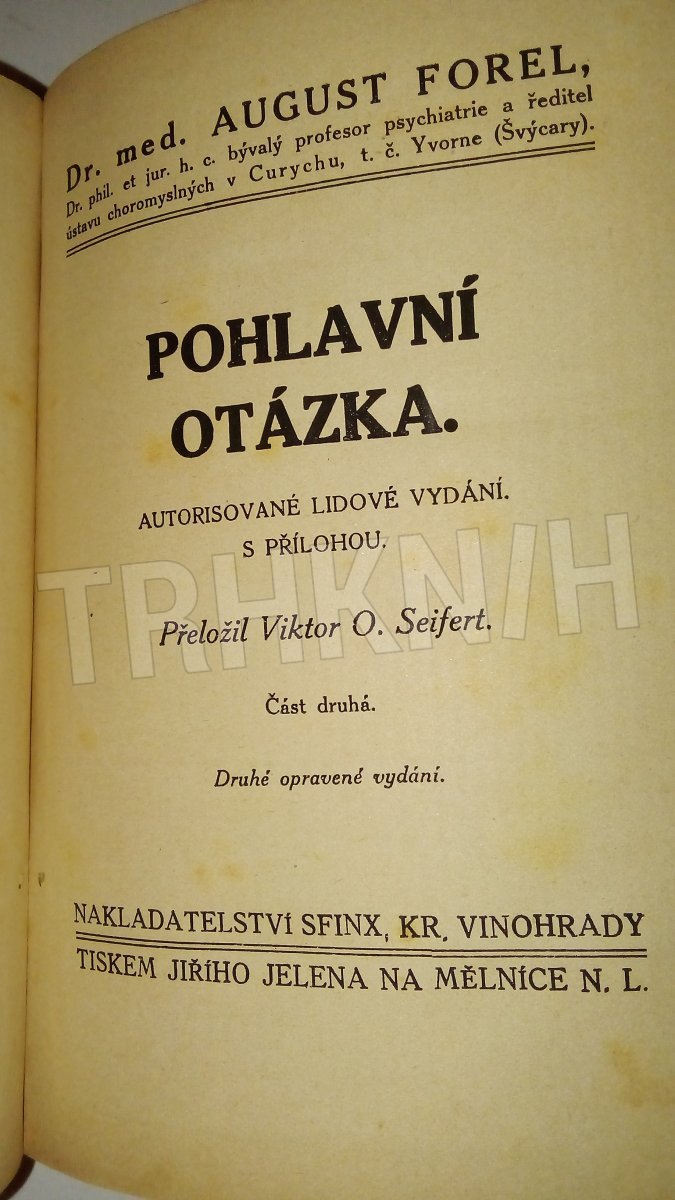 Dr. med. AUGUST FOREL,
Dr. phil. et jur. h. c. bývalý profesor psychiatrie a ředitel
ústavu choromyslných v Curychu, t. č. Yvorne (Švýcary).
POHLAVNÍ
OTÁZKA.
AUTORISOVANÉ LIDOVÉ VYDÁNÍ.
S PŘÍLOHOU.
TRHKNIH
Přeložil Viktor O. Seifert.
Část druhá.
Druhé opravené vydání.
NAKLADATELSTVÍ SFINX, KR. VINOHRADY
TISKEM JIŘÍHO JELENA NA MĚLNÍCE N. L.